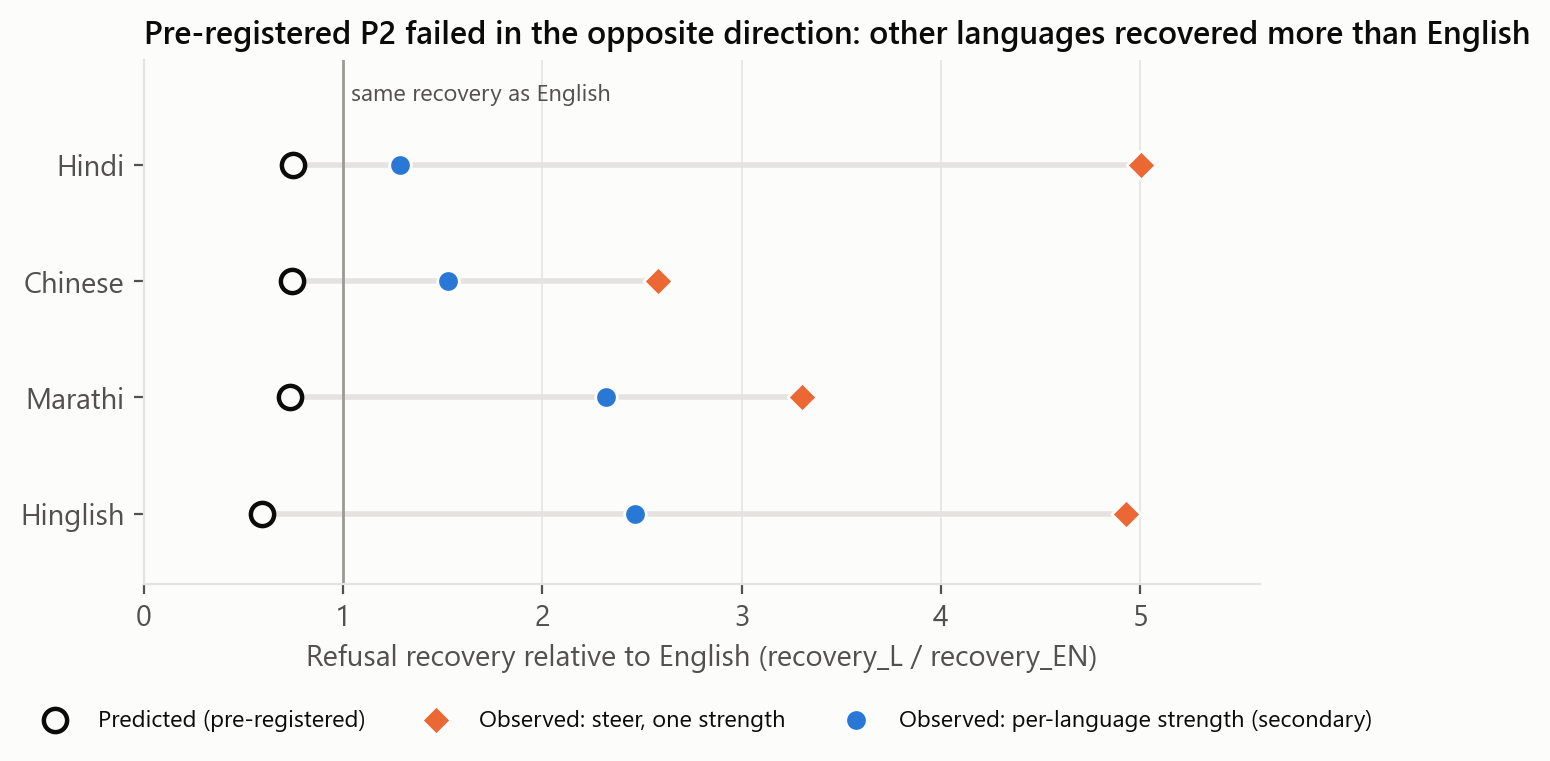 Pre-registered P2 failed in the opposite direction: other languages recovered more than English
same recovery as English
Hindi
Chinese
Marathi
Hinglish
0 1 2 3 4 5
Refusal recovery relative to English (recovery_L / recovery_EN)
Predicted (pre-registered) Observed: steer, one strength Observed: per-language strength (secondary)